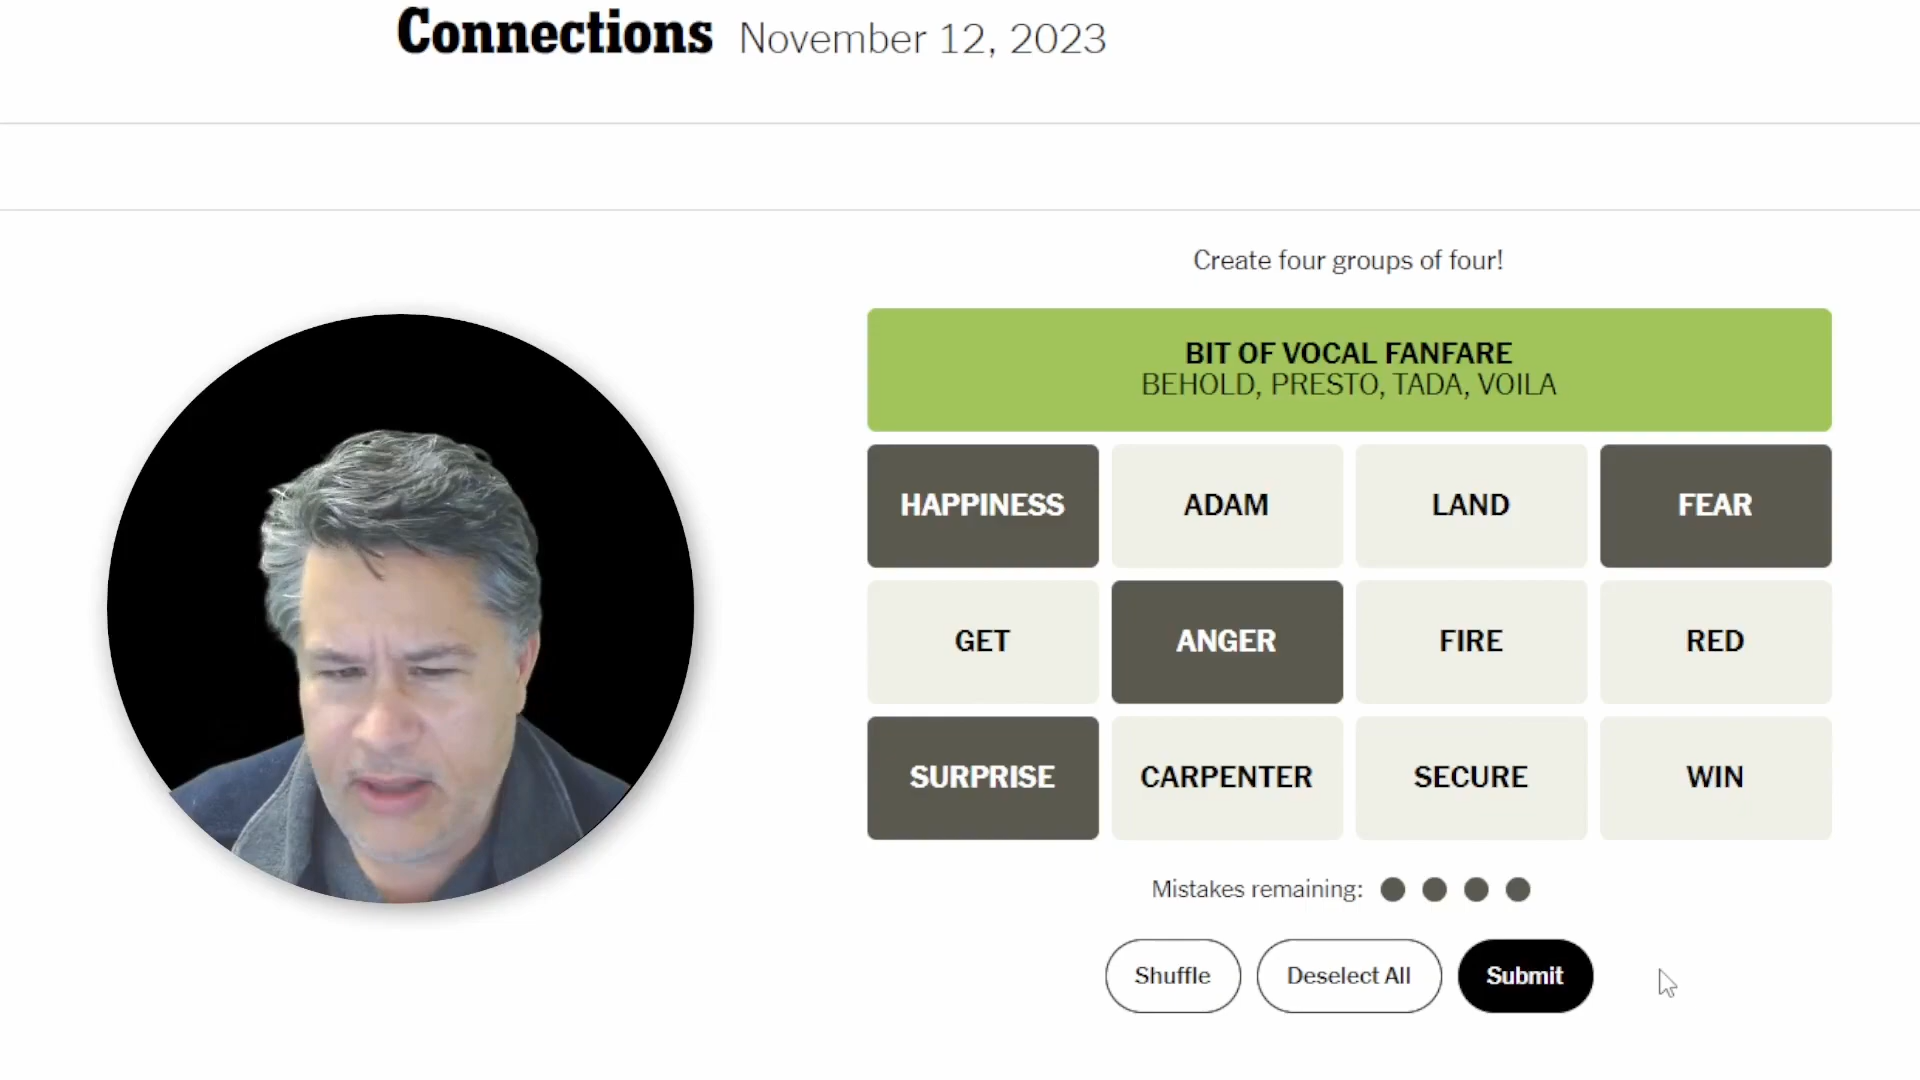 Connections November 12, 2023
Create four groups of four!
BIT OF VOCAL FANFARE
BEHOLD, PRESTO, TADA, VOILA
HAPPINESS ADAM LAND FEAR
GET ANGER FIRE RED
SURPRISE CARPENTER SECURE WIN
Mistakes remaining:
Shuffle Deselect All Submit